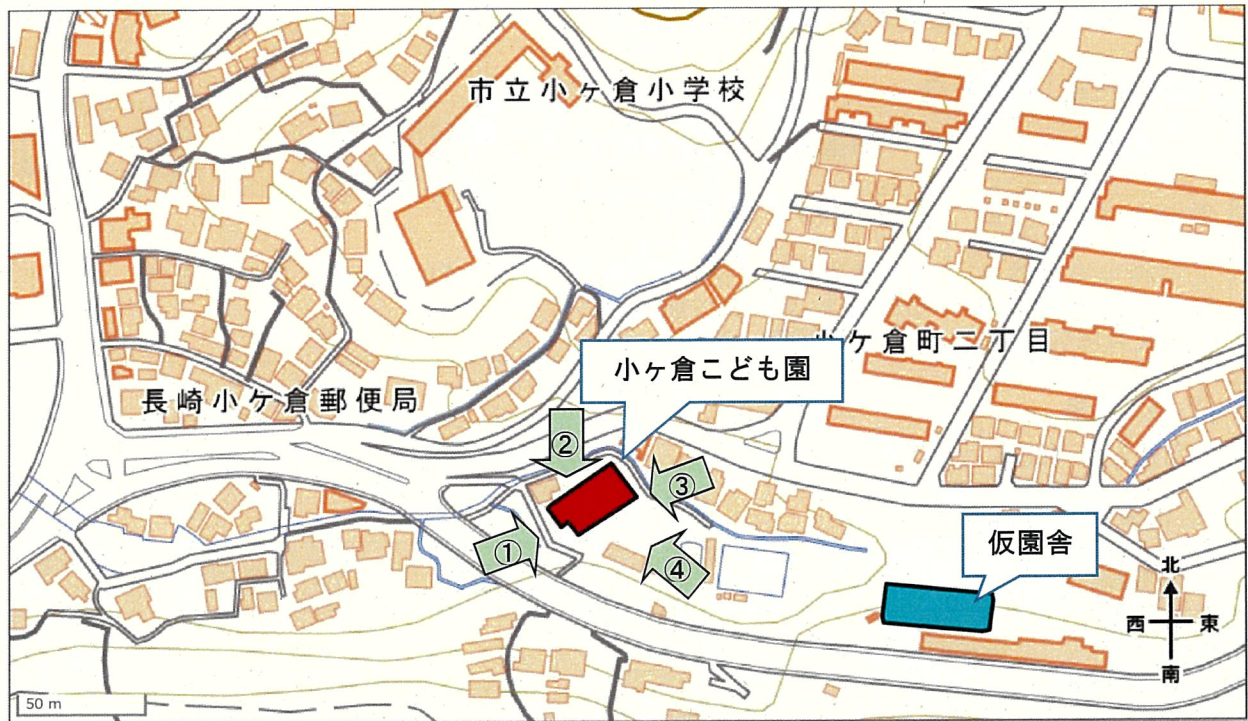 市立小ヶ倉小学校
小ケ倉町二丁目
小ヶ倉こども園
長崎小ケ倉郵便局
②
③
①
④
仮園舎
北
西 東
南
50 m